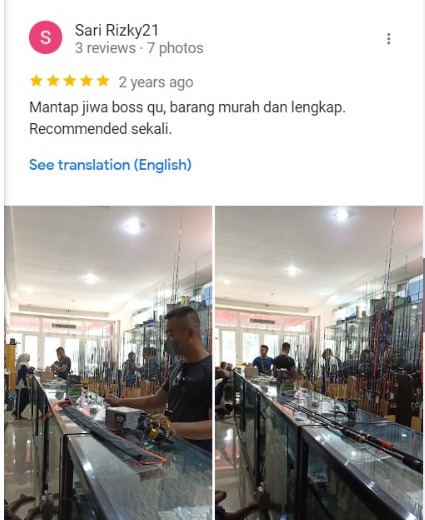 S
Sari Rizky21
3 reviews · 7 photos
2 years ago
Mantap jiwa boss qu, barang murah dan lengkap.
Recommended sekali.
See translation (English)